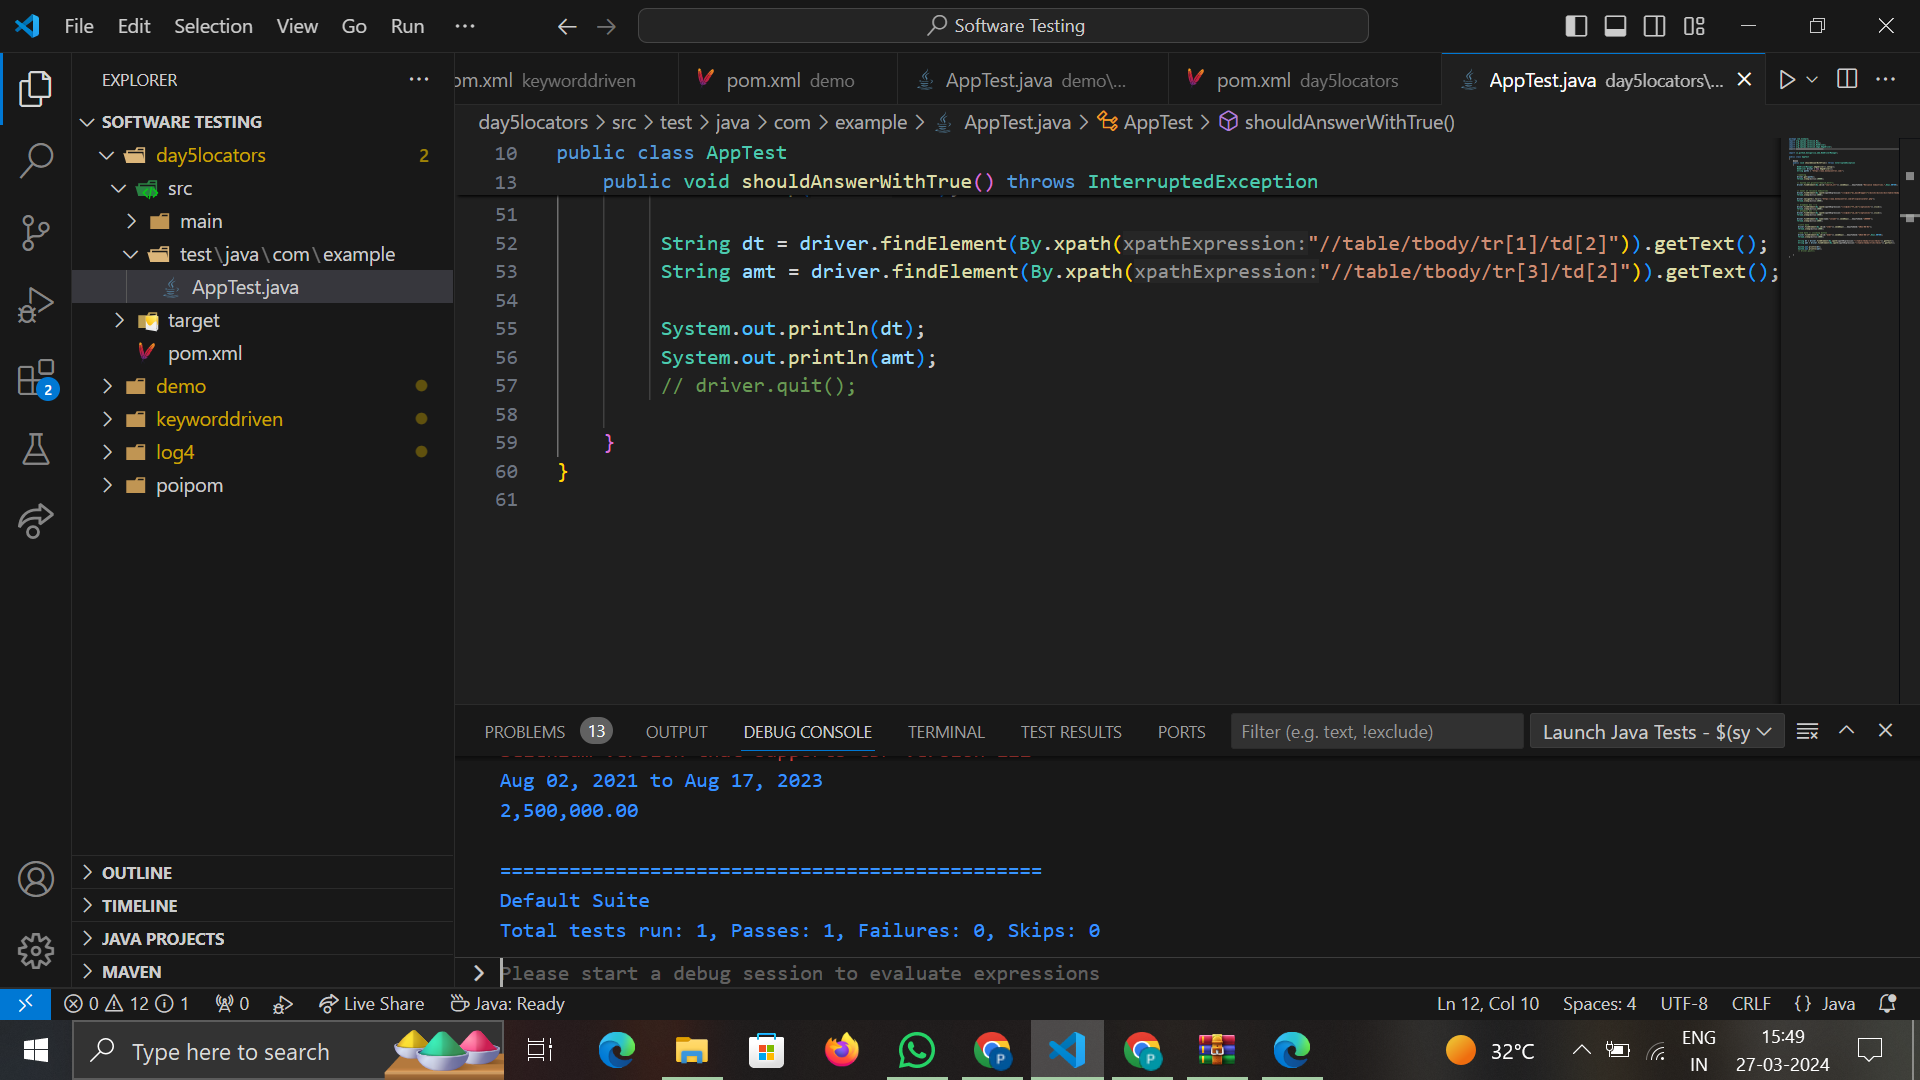 File Edit Selection View Go Run ···
Software Testing
EXPLORER
SOFTWARE TESTING
day5locators 2
src
main
test\java\com\example
AppTest.java
target
pom.xml
demo
keyworddriven
log4
poipom
OUTLINE
TIMELINE
JAVA PROJECTS
MAVEN
2
om.xml keyworddriven pom.xml demo AppTest.java demo\... pom.xml day5locators AppTest.java day5locators\...
day5locators > src > test > java > com > example > AppTest.java > AppTest > shouldAnswerWithTrue()
10 public class AppTest
13 public void shouldAnswerWithTrue() throws InterruptedException
51
52 String dt = driver.findElement(By.xpath(xpathExpression:"//table/tbody/tr[1]/td[2]")).getText();
53 String amt = driver.findElement(By.xpath(xpathExpression:"//table/tbody/tr[3]/td[2]")).getText();
54
55 System.out.println(dt);
56 System.out.println(amt);
57 // driver.quit();
58
59 }
60 }
61
PROBLEMS 13 OUTPUT DEBUG CONSOLE TERMINAL TEST RESULTS PORTS Filter (e.g. text, !exclude) Launch Java Tests - $(sy
Aug 02, 2021 to Aug 17, 2023
2,500,000.00
===============================================
Default Suite
Total tests run: 1, Passes: 1, Failures: 0, Skips: 0
Please start a debug session to evaluate expressions
0 12 1 0 Live Share Java: Ready Ln 12, Col 10 Spaces: 4 UTF-8 CRLF {} Java
Type here to search 32°C ENG IN 15:49 27-03-2024